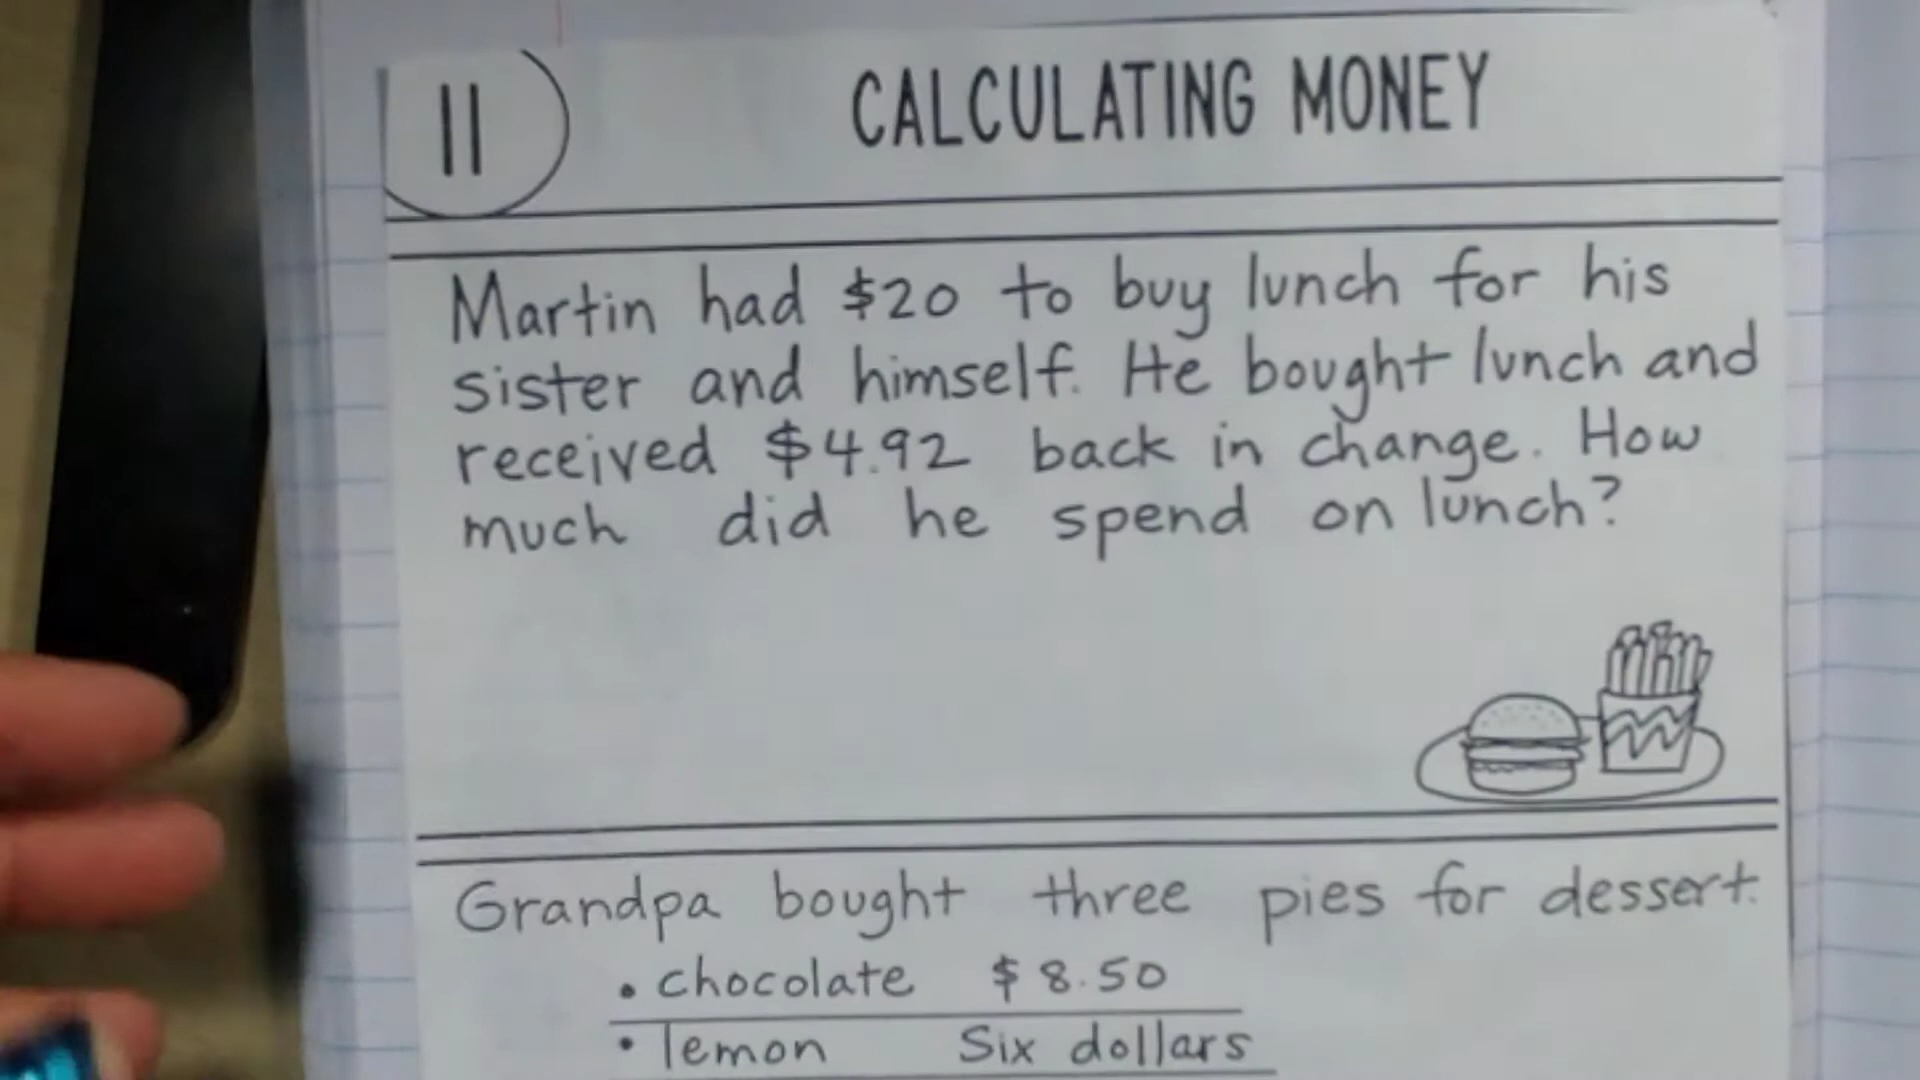 11
CALCULATING MONEY
Martin had $20 to buy lunch for his
sister and himself. He bought lunch and
received $4.92 back in change. How
much did he spend on lunch?
Grandpa bought three pies for dessert.
• chocolate $8.50
• lemon Six dollars